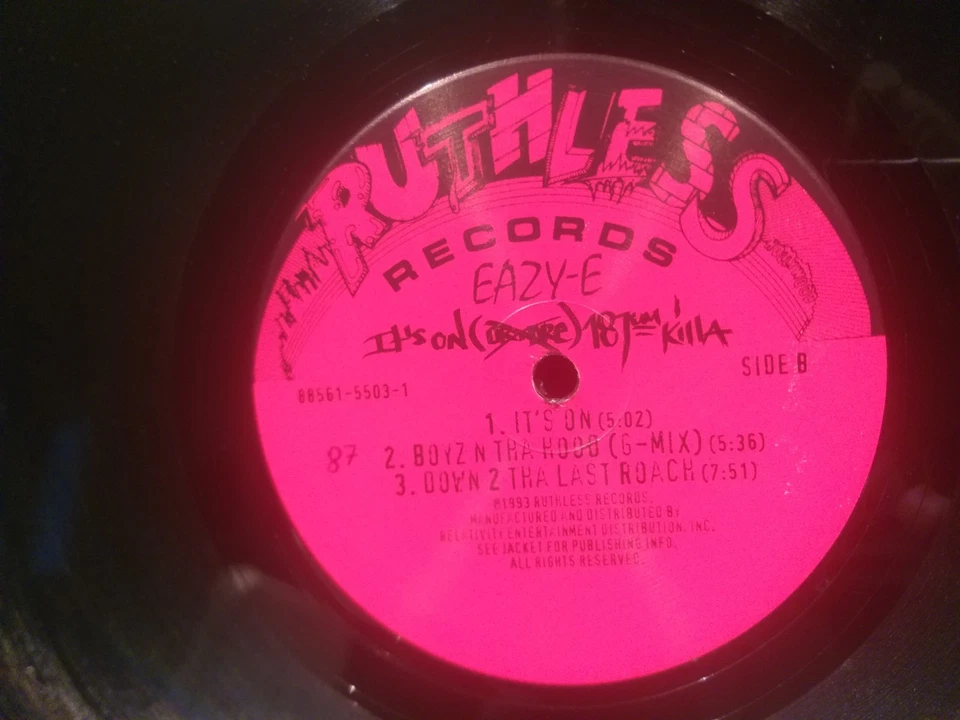 RUTHLESS
RECORDS
EAZY-E
IT'S ON (DR. DRE) 187um KILLA
88561-5503-1
SIDE B
1. IT'S ON (5:02)
87
2. BOYZ N THA HOOD (G-MIX) (5:36)
3. DOWN 2 THA LAST ROACH (7:51)
℗1993 RUTHLESS RECORDS.
MANUFACTURED AND DISTRIBUTED BY
RELATIVITY ENTERTAINMENT DISTRIBUTION, INC.
SEE JACKET FOR PUBLISHING INFO.
ALL RIGHTS RESERVED.